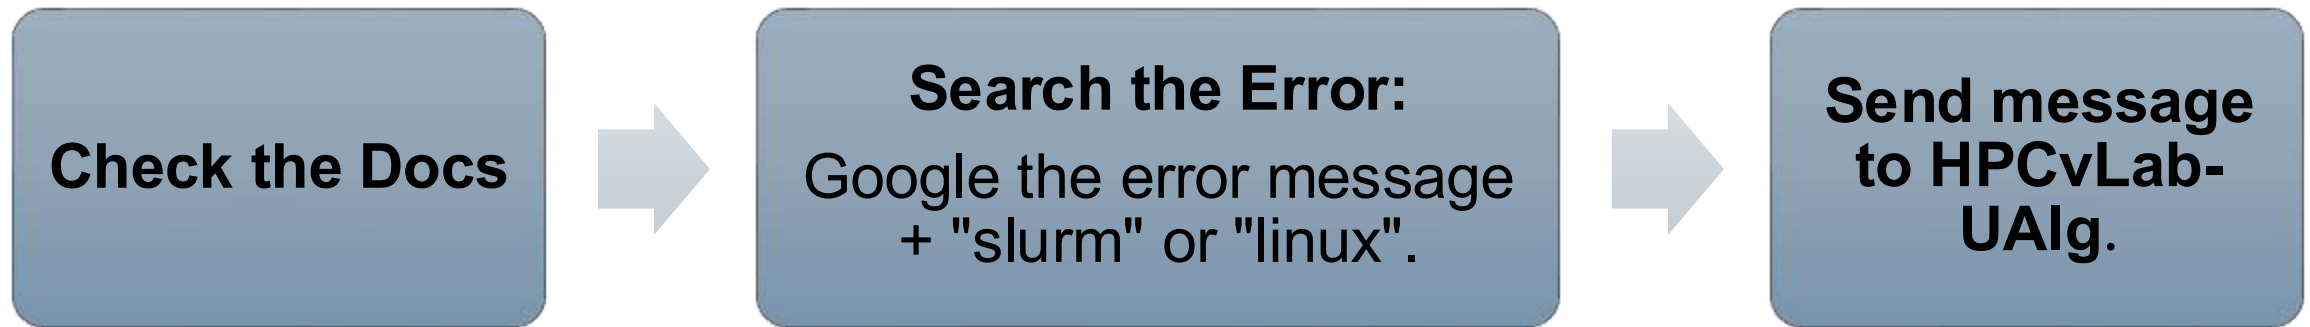 Check the Docs
Search the Error:
Google the error message
+ "slurm" or "linux".
Send message
to HPCvLab-
UAlg.